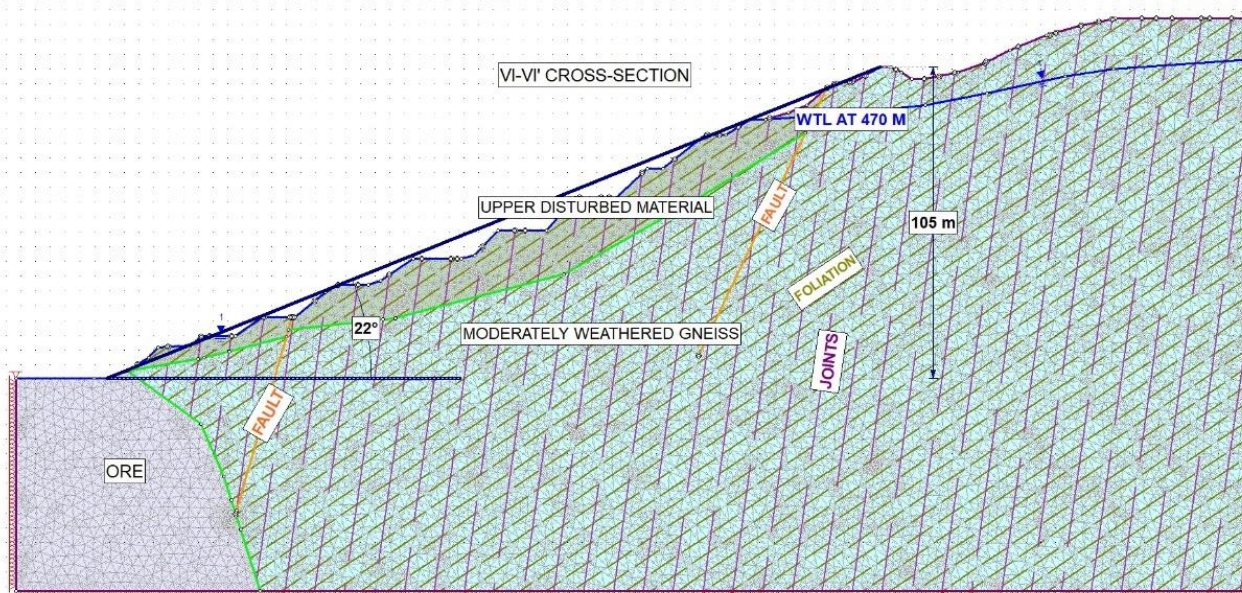 VI-VI' CROSS-SECTION
WTL AT 470 M
UPPER DISTURBED MATERIAL
FAULT
105 m
FOLIATION
22°
MODERATELY WEATHERED GNEISS
JOINTS
FAULT
ORE